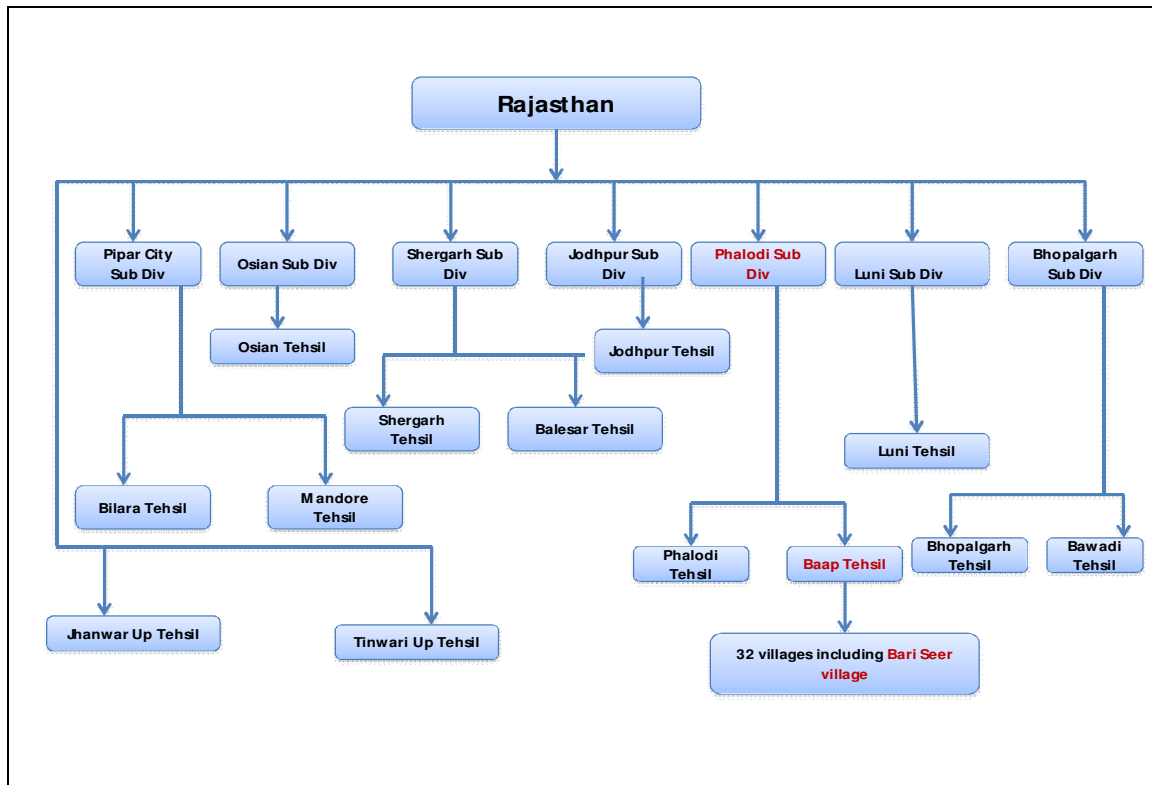 Rajasthan
Pipar City
Sub Div
Osian Sub Div
Shergarh Sub
Div
Jodhpur Sub
Div
Phalodi Sub
Div
Luni Sub Div
Bhopalgarh
Sub Div
Osian Tehsil
Jodhpur Tehsil
Shergarh
Tehsil
Balesar Tehsil
Luni Tehsil
Bilara Tehsil
Mandore
Tehsil
Phalodi
Tehsil
Baap Tehsil
Bhopalgarh
Tehsil
Bawadi
Tehsil
Jhanwar Up Tehsil
Tinwari Up Tehsil
32 villages including Bari Seer
village